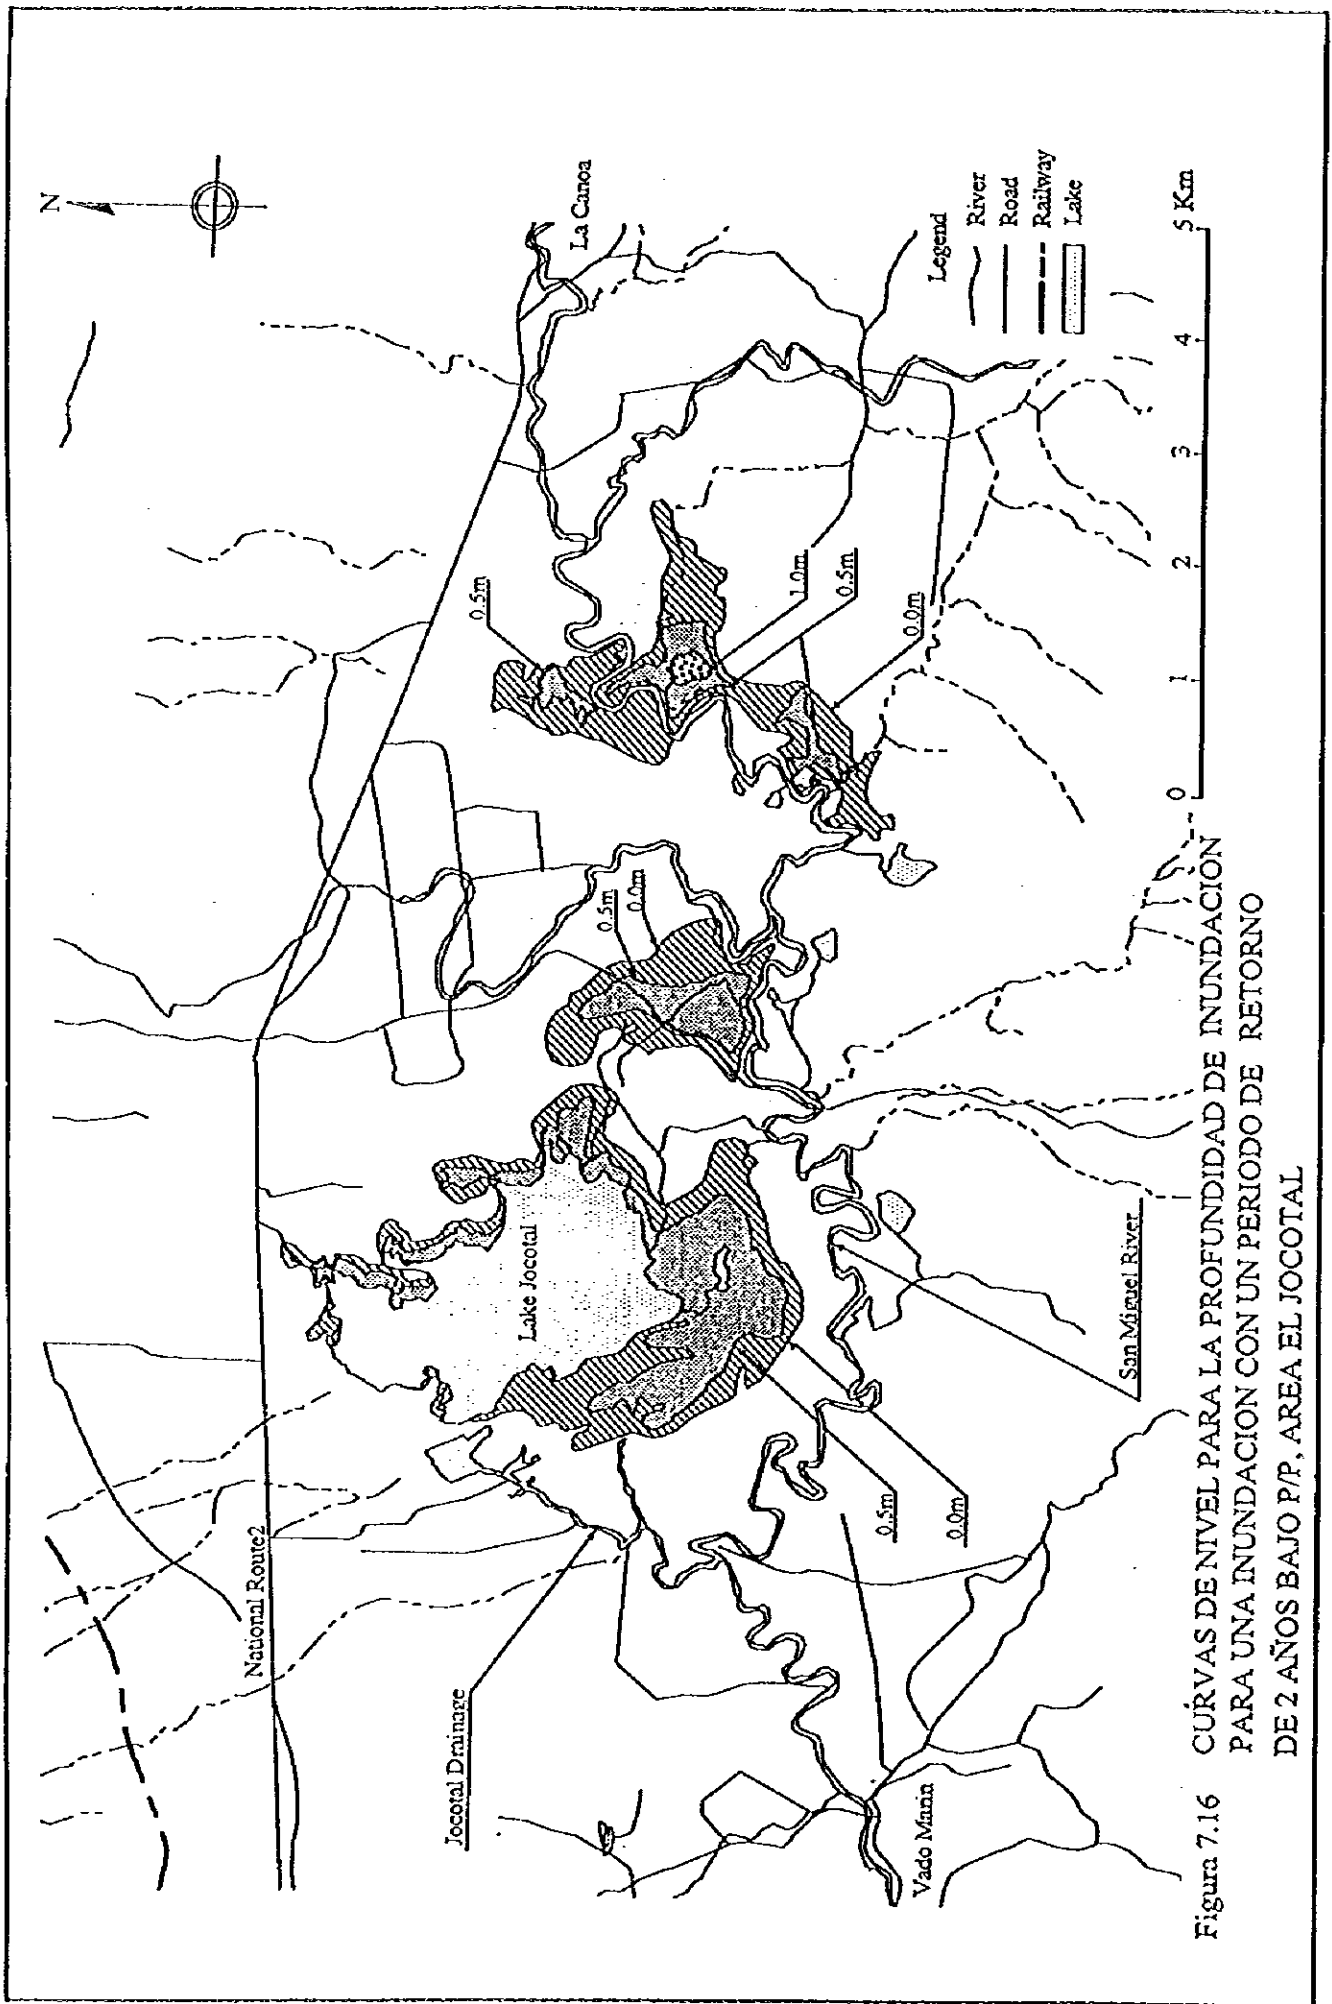 N
La Canoa
0.5m
1.0m
0.5m
0.0m
0.5m
0.0m
Lake Jocotal
National Route2
Jocotal Drainage
0.5m
0.0m
San Miguel River
Vado Marin
Legend
River
Road
Railway
Lake
0 1 2 3 4 5 Km
Figura 7.16 CURVAS DE NIVEL PARA LA PROFUNDIDAD DE INUNDACION
PARA UNA INUNDACION CON UN PERIODO DE RETORNO
DE 2 AÑOS BAJO P/P, AREA EL JOCOTAL